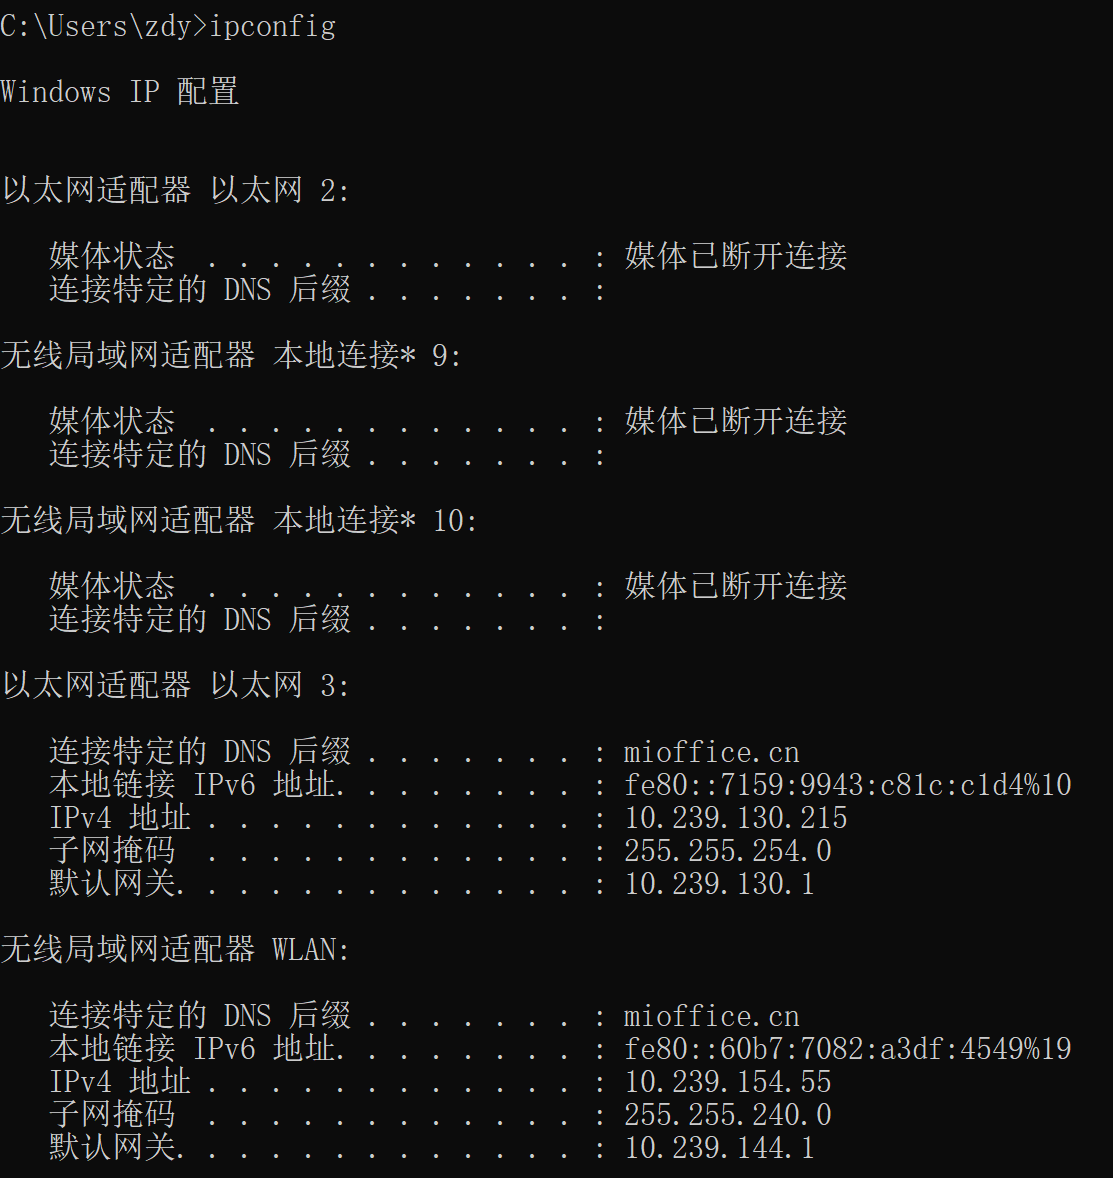 C:\Users\zdy>ipconfig
Windows IP 配置
以太网适配器 以太网 2:
媒体状态  . . . . . . . . . . . . : 媒体已断开连接
连接特定的 DNS 后缀 . . . . . . . :
无线局域网适配器 本地连接* 9:
媒体状态  . . . . . . . . . . . . : 媒体已断开连接
连接特定的 DNS 后缀 . . . . . . . :
无线局域网适配器 本地连接* 10:
媒体状态  . . . . . . . . . . . . : 媒体已断开连接
连接特定的 DNS 后缀 . . . . . . . :
以太网适配器 以太网 3:
连接特定的 DNS 后缀 . . . . . . . : mioffice.cn
本地链接 IPv6 地址. . . . . . . . : fe80::7159:9943:c81c:c1d4%10
IPv4 地址 . . . . . . . . . . . . : 10.239.130.215
子网掩码  . . . . . . . . . . . . : 255.255.254.0
默认网关. . . . . . . . . . . . . : 10.239.130.1
无线局域网适配器 WLAN:
连接特定的 DNS 后缀 . . . . . . . : mioffice.cn
本地链接 IPv6 地址. . . . . . . . : fe80::60b7:7082:a3df:4549%19
IPv4 地址 . . . . . . . . . . . . : 10.239.154.55
子网掩码  . . . . . . . . . . . . : 255.255.240.0
默认网关. . . . . . . . . . . . . : 10.239.144.1